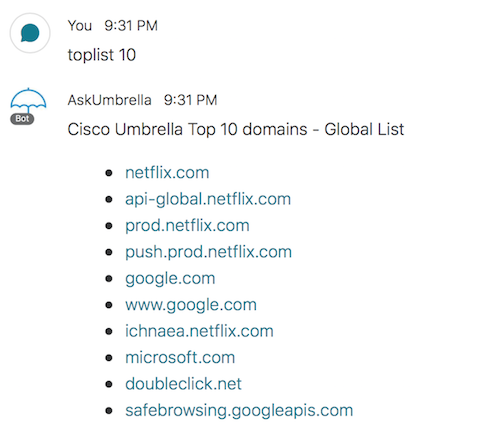 You 9:31 PM
toplist 10
AskUmbrella 9:31 PM
Bot
Cisco Umbrella Top 10 domains - Global List
netflix.com
api-global.netflix.com
prod.netflix.com
push.prod.netflix.com
google.com
www.google.com
ichnaea.netflix.com
microsoft.com
doubleclick.net
safebrowsing.googleapis.com